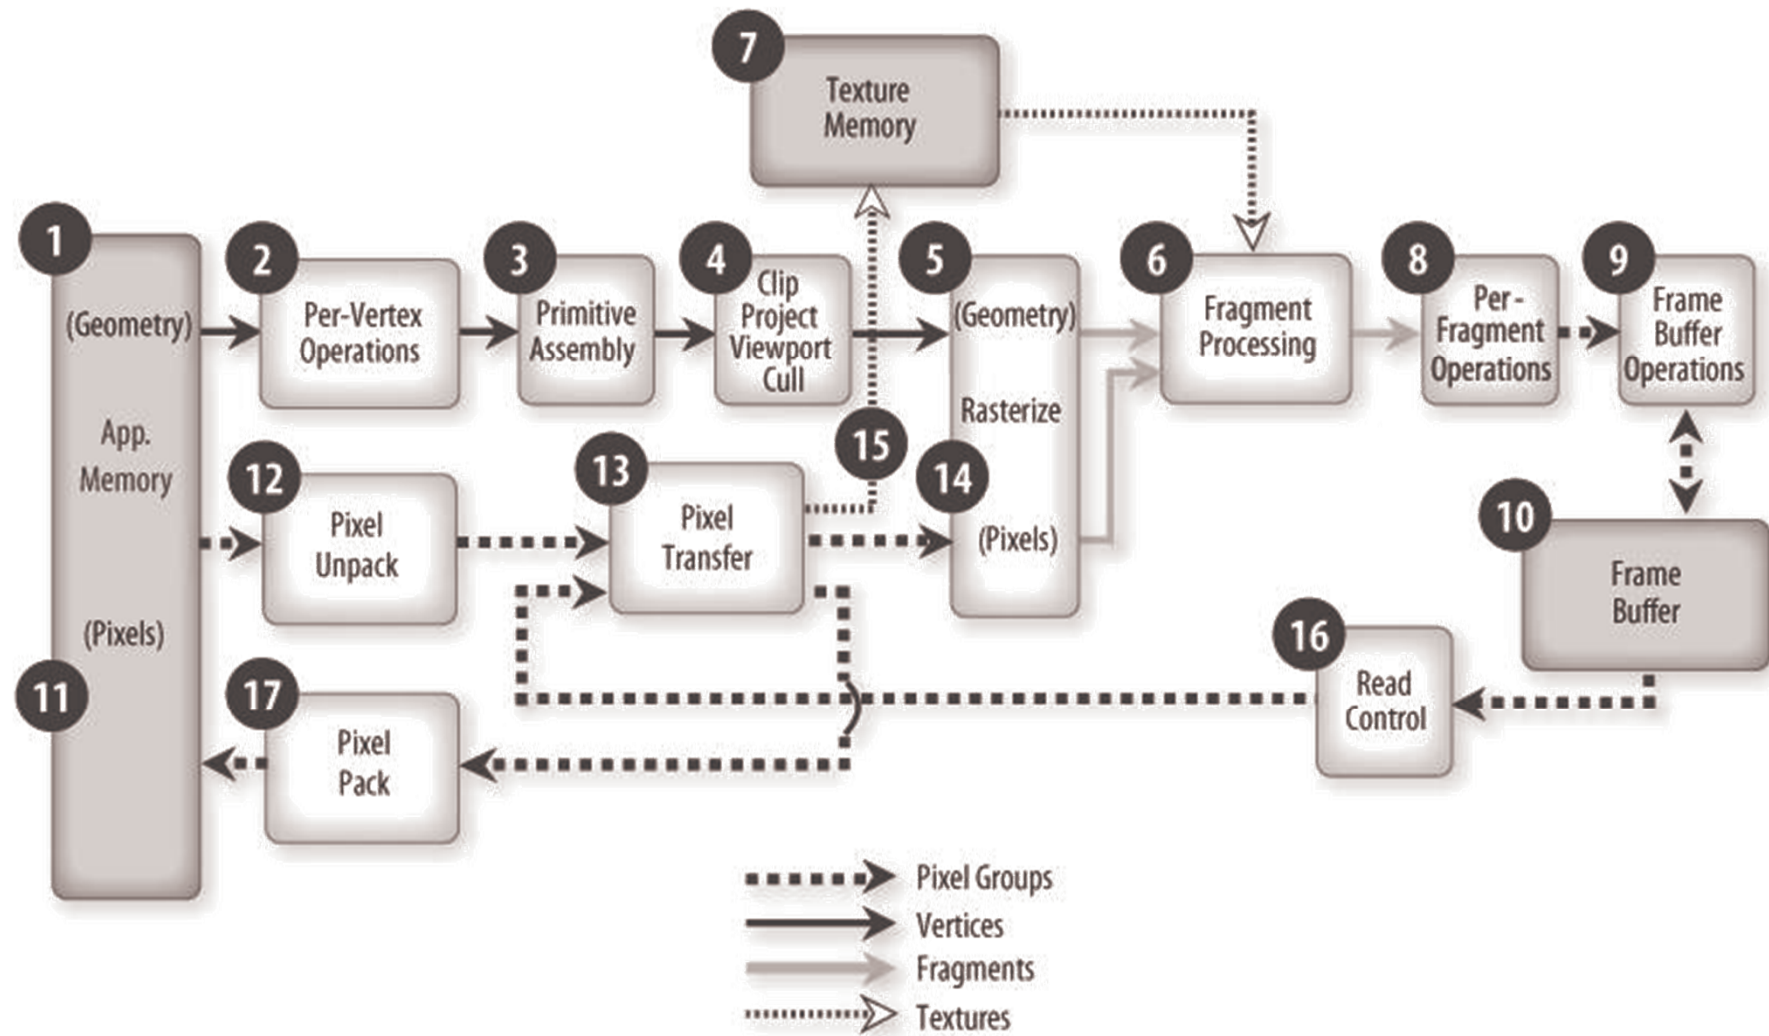 7
Texture
Memory
1
(Geometry)
App.
Memory
(Pixels)
11
2
Per-Vertex
Operations
3
Primitive
Assembly
4
Clip
Project
Viewport
Cull
5
(Geometry)
Rasterize
14
(Pixels)
6
Fragment
Processing
8
Per-
Fragment
Operations
9
Frame
Buffer
Operations
12
Pixel
Unpack
13
Pixel
Transfer
15
10
Frame
Buffer
16
Read
Control
17
Pixel
Pack
Pixel Groups
Vertices
Fragments
Textures